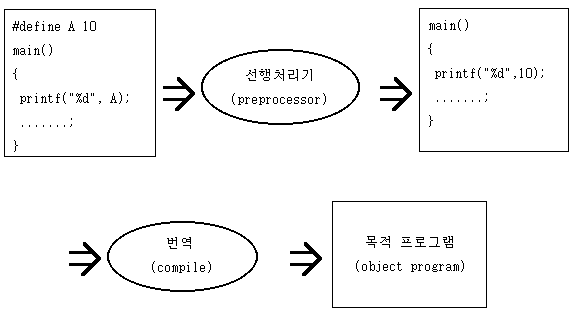 #define A 10
main()
{
printf("%d", A);
.......;
}
선행처리기
(preprocessor)
main()
{
printf("%d",10);
.......;
}
번역
(compile)
목적 프로그램
(object program)